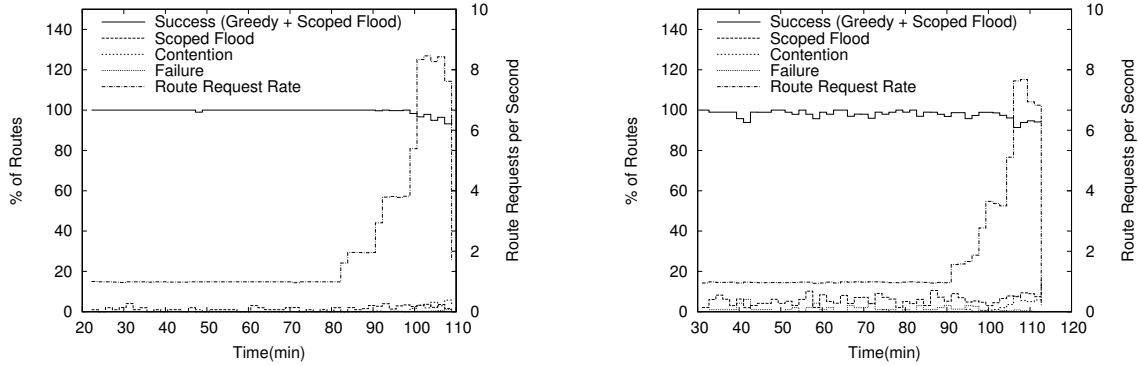 Success (Greedy + Scoped Flood)
Scoped Flood
Contention
Failure
Route Request Rate
140
120
100
80
60
40
20
0
% of Routes
10
8
6
4
2
0
Route Requests per Second
20 30 40 50 60 70 80 90 100 110
Time(min)
Success (Greedy + Scoped Flood)
Scoped Flood
Contention
Failure
Route Request Rate
140
120
100
80
60
40
20
0
% of Routes
10
8
6
4
2
0
Route Requests per Second
30 40 50 60 70 80 90 100 110 120
Time(min)